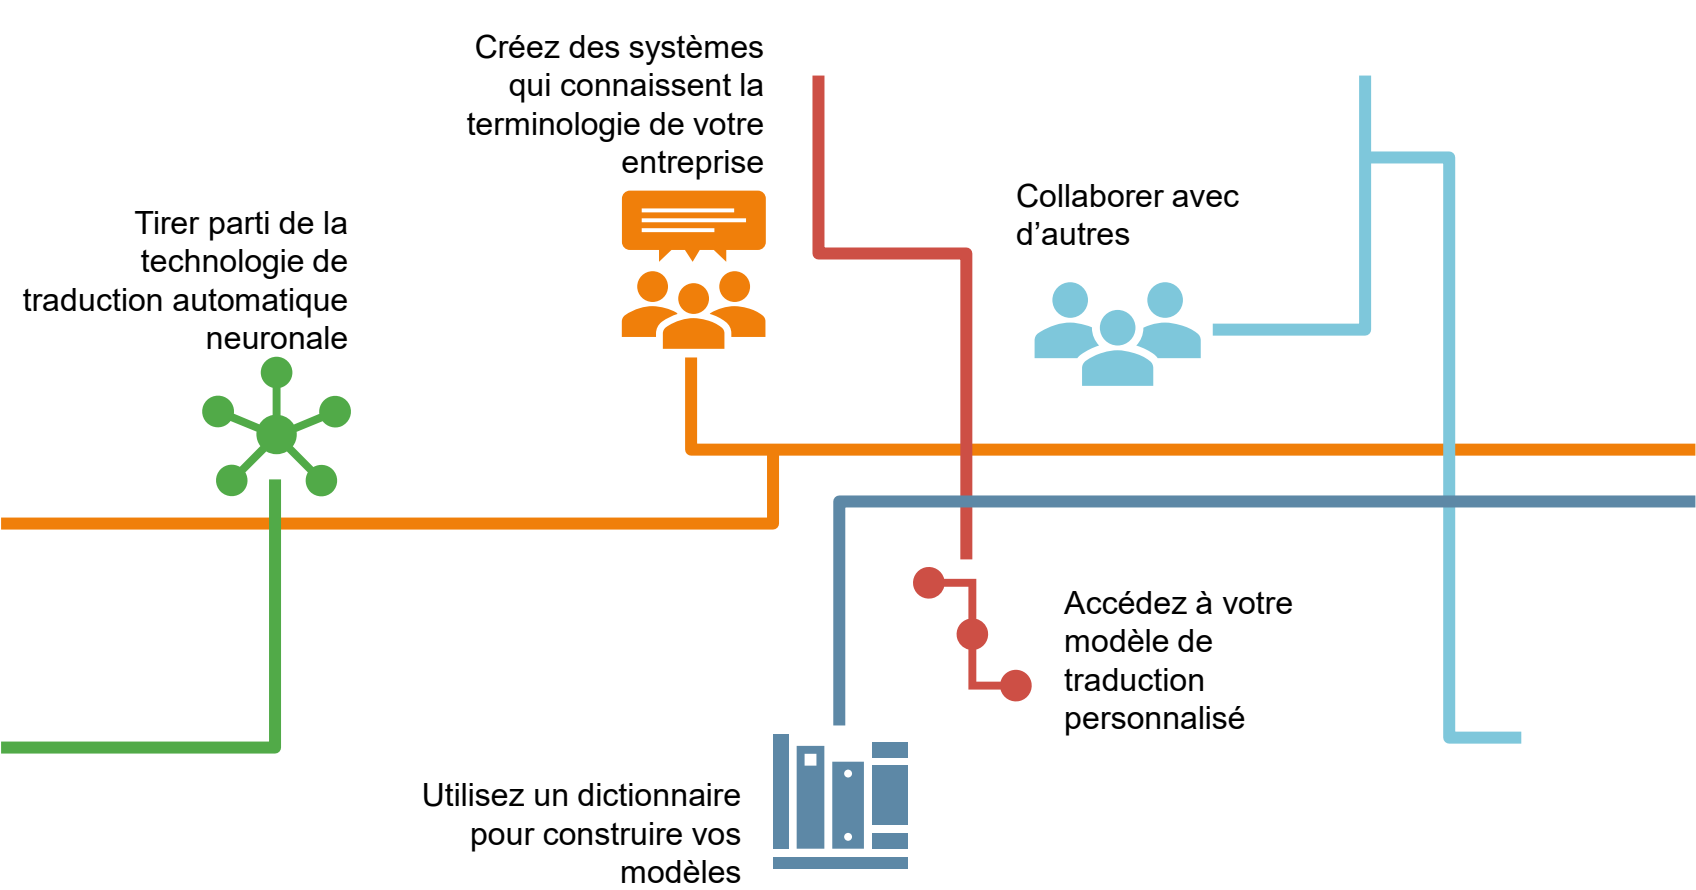 Créez des systèmes
qui connaissent la
terminologie de votre
entreprise
Tirer parti de la
technologie de
traduction automatique
neuronale
Collaborer avec
d’autres
Accédez à votre
modèle de
traduction
personnalisé
Utilisez un dictionnaire
pour construire vos
modèles